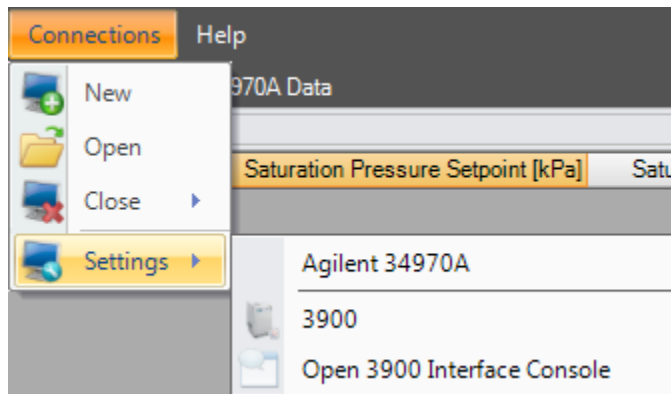 Connections Help
New
970A Data
Open
Saturation Pressure Setpoint [kPa] Satu
Close
Settings
Agilent 34970A
3900
Open 3900 Interface Console